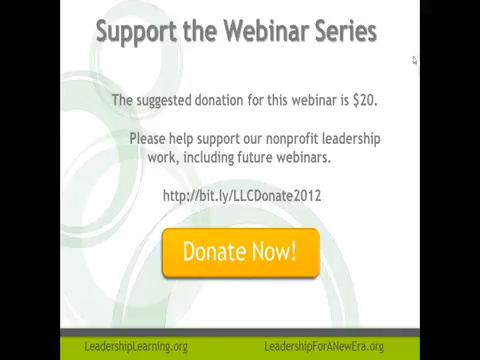 Support the Webinar Series
The suggested donation for this webinar is $20.
Please help support our nonprofit leadership
work, including future webinars.
http://bit.ly/LLCDonate2012
Donate Now!
LeadershipLearning.org
LeadershipForANewEra.org